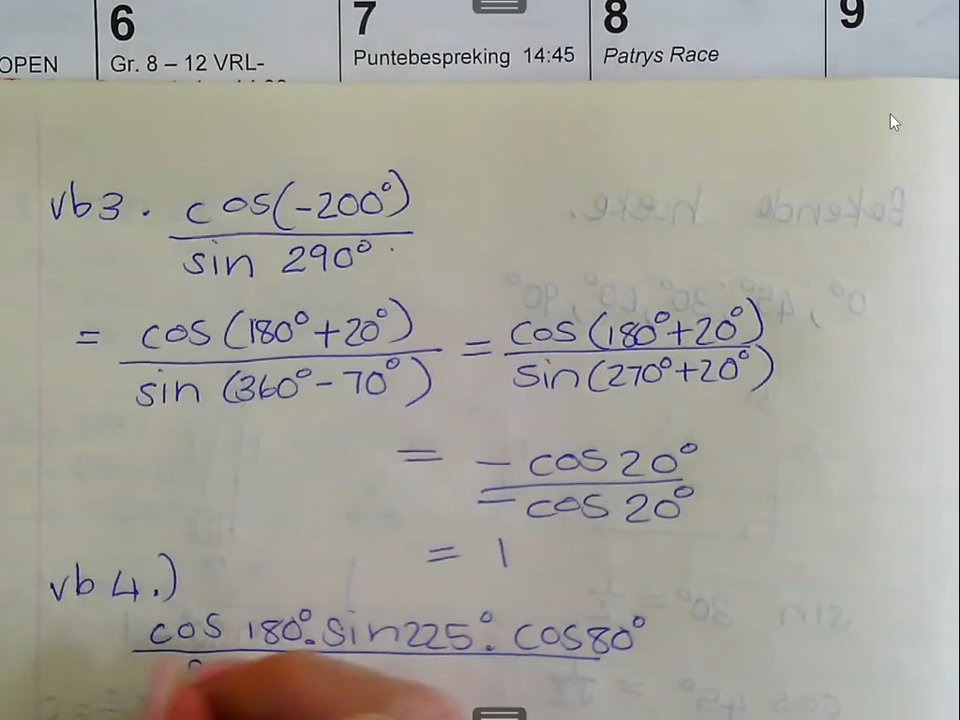 6 7 8 9
OPEN Gr. 8 – 12 VRL- Puntebespreking 14:45 Patrys Race
vb3. cos(-200°)
sin 290°
= cos (180°+20°) = cos (180°+20°)
sin (360°-70°) sin(270°+20°)
= - cos 20°
- cos 20°
= 1
vb 4.)
cos 180°. sin225°. cos80°